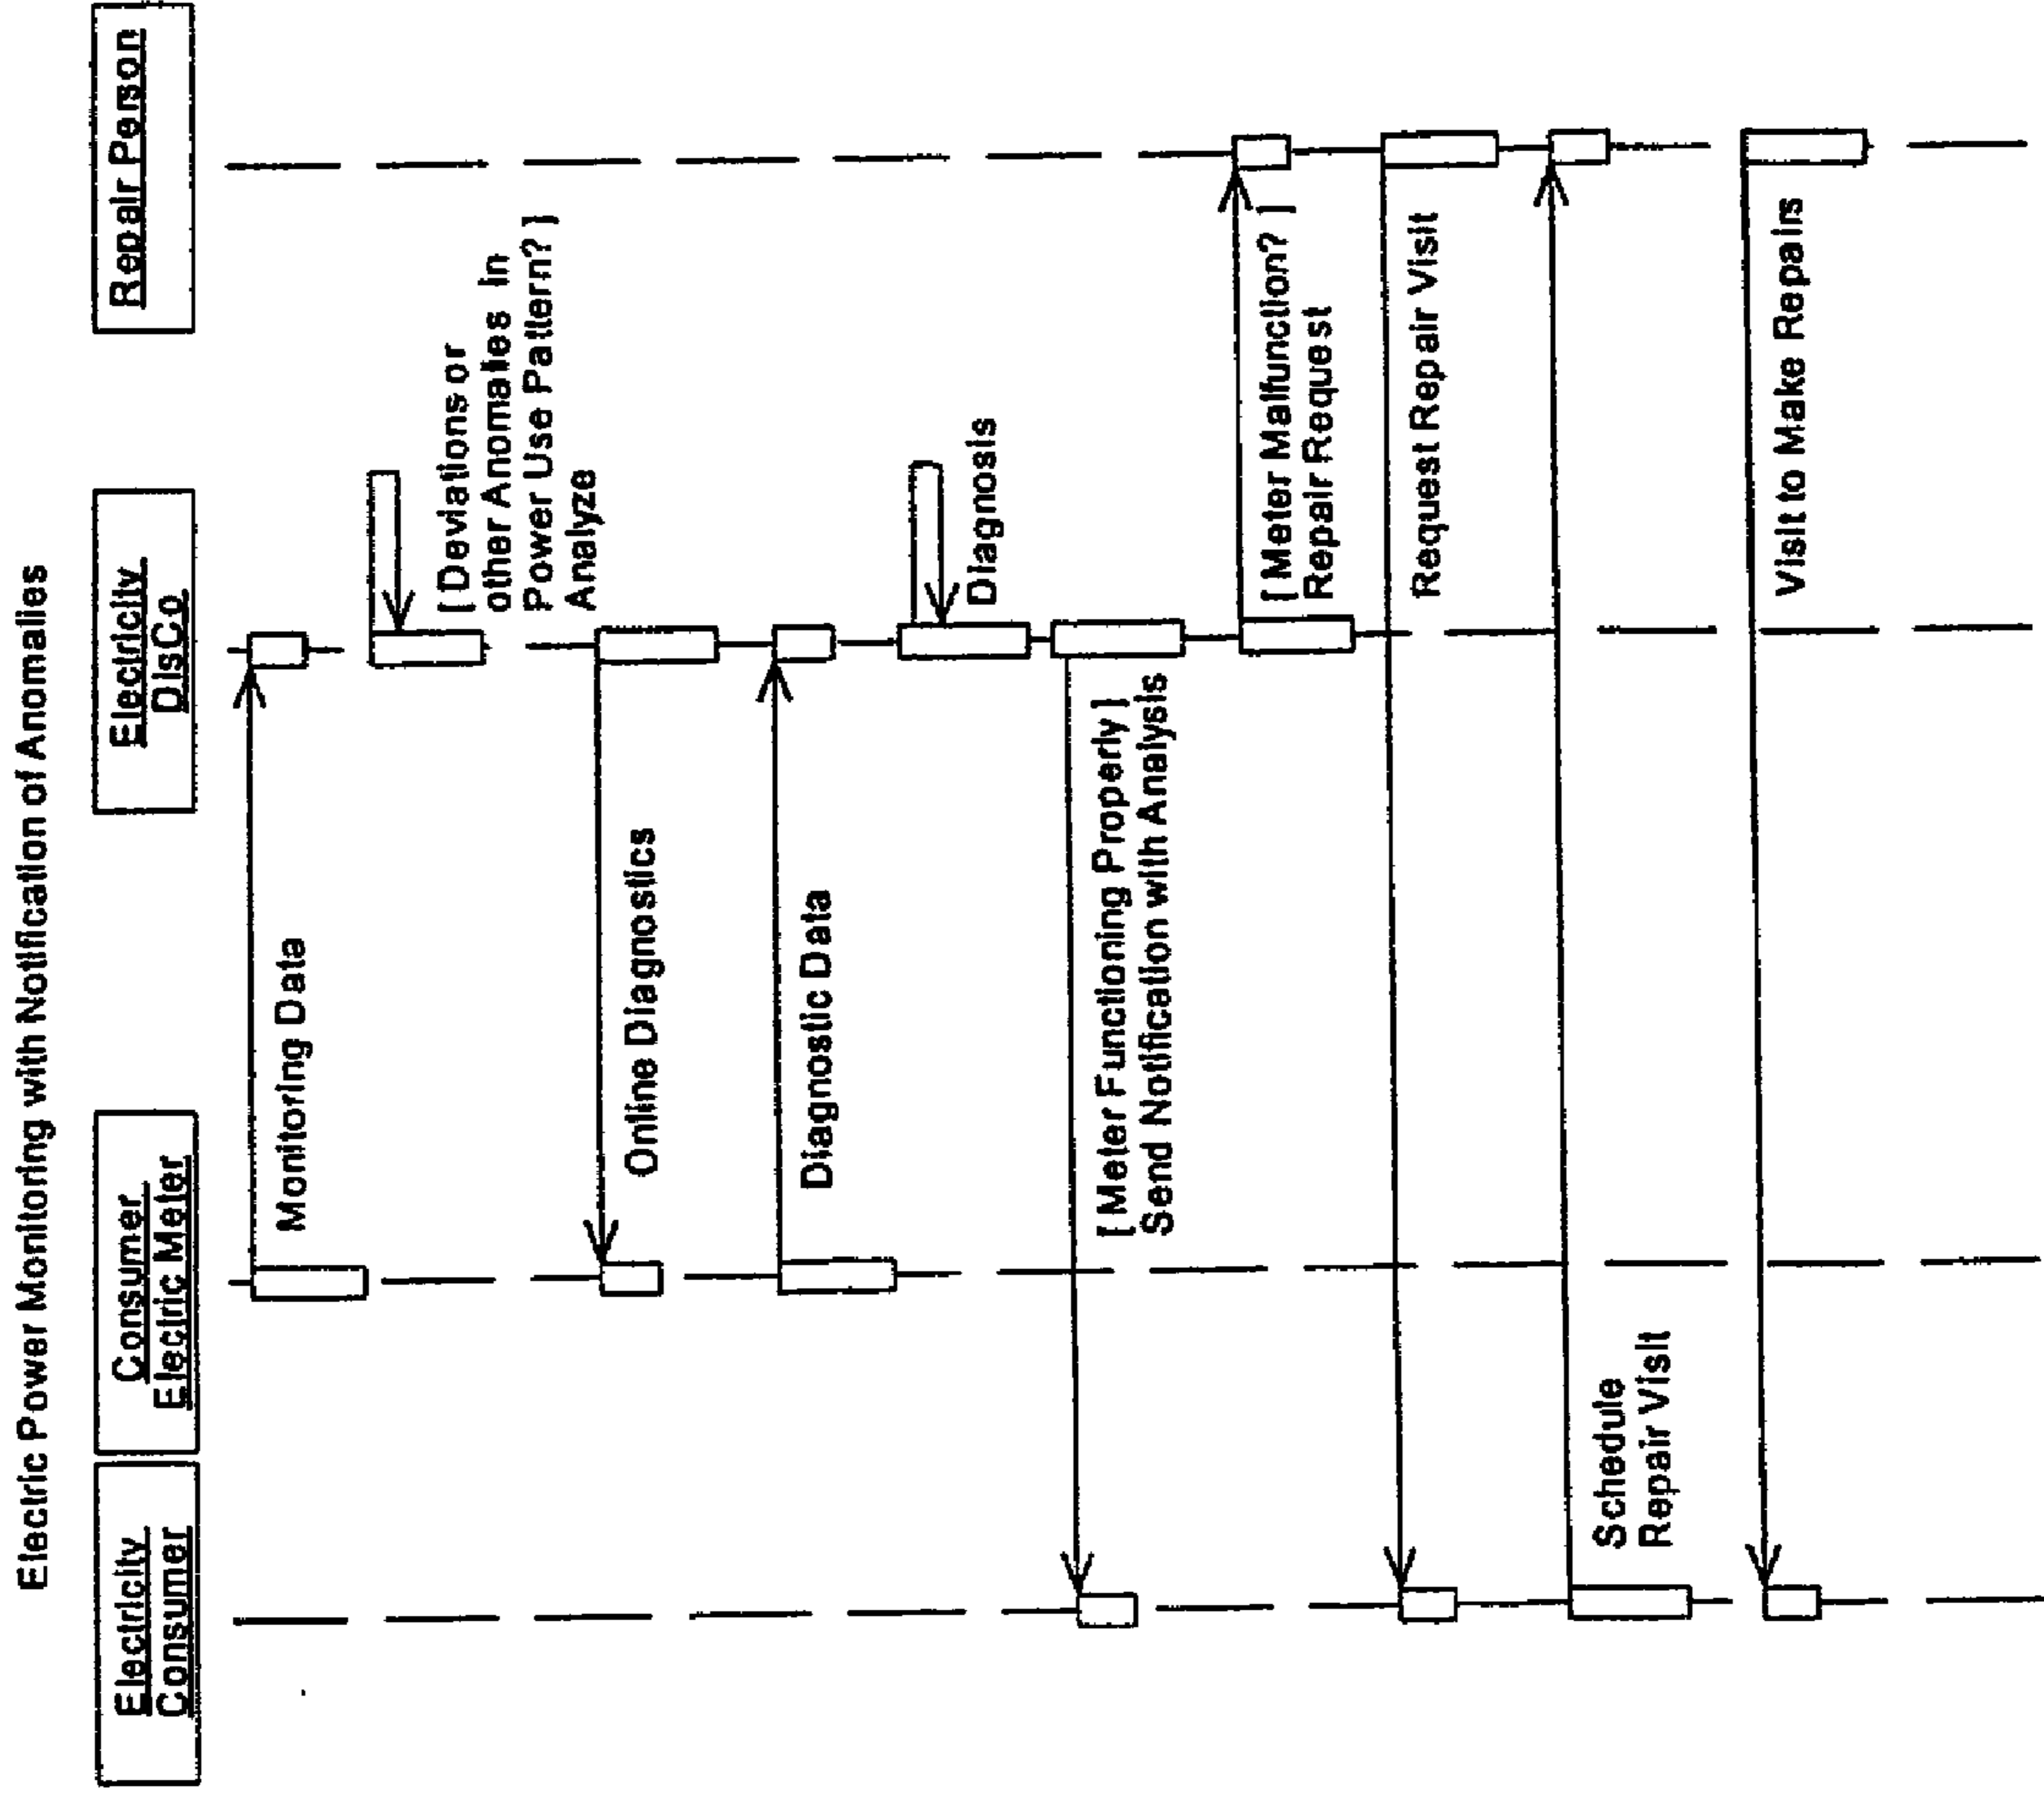 Electric Power Monitoring with Notification of Anomalies
Electricity
Consumer
Consumer
Electric Meter
Electricity
DisCo
Repair Person
Monitoring Data
[Deviations or
other Anomalies in
Power Use Pattern?]
Analyze
Online Diagnostics
Diagnostic Data
Diagnosis
[Meter Functioning Properly]
Send Notification with Analysis
[Meter Malfunction?]
Repair Request
Request Repair Visit
Schedule
Repair Visit
Visit to Make Repairs